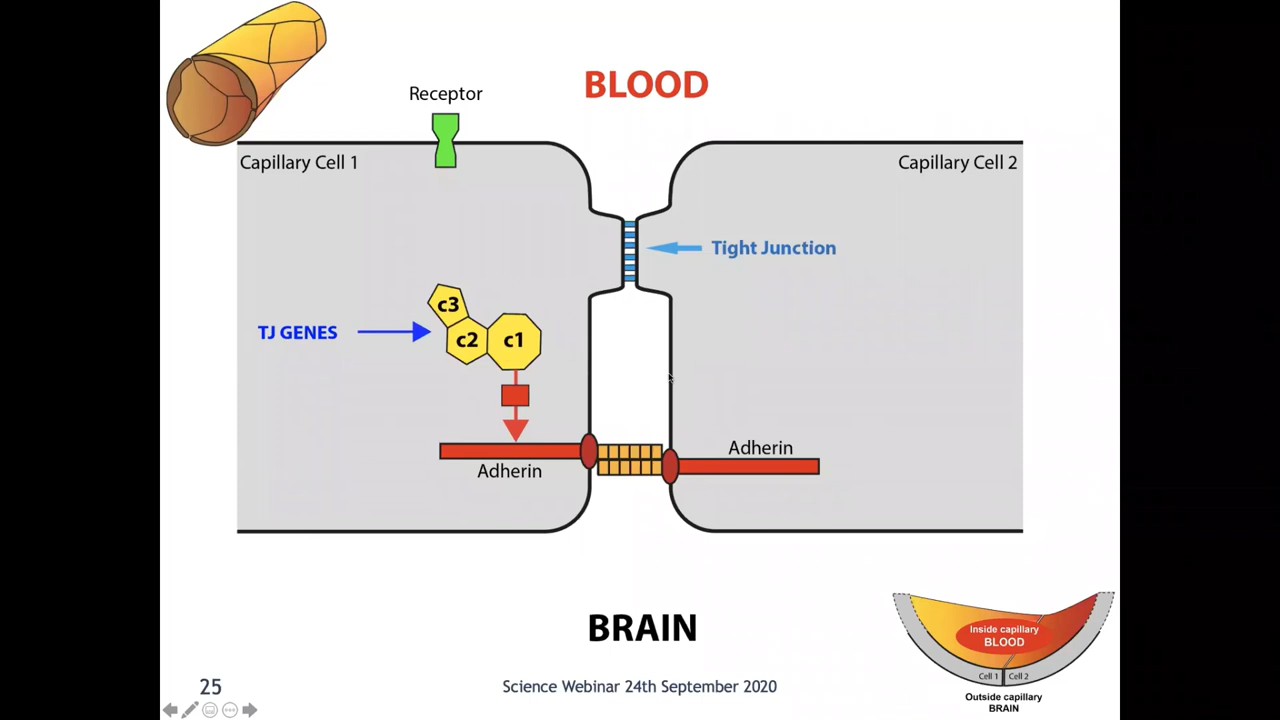 BLOOD
Receptor
Capillary Cell 1
Capillary Cell 2
Tight Junction
TJ GENES
c3
c2
c1
Adherin
Adherin
BRAIN
Inside capillary
BLOOD
Cell 1
Cell 2
Outside capillary
BRAIN
25
Science Webinar 24th September 2020